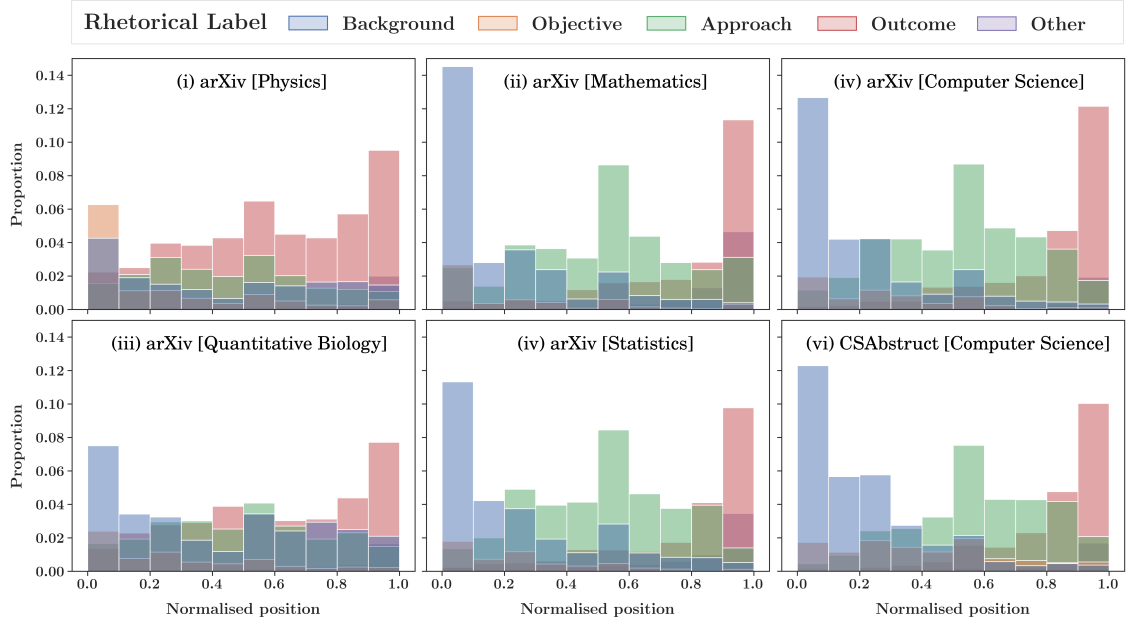 Rhetorical Label Background Objective Approach Outcome Other
(i) arXiv [Physics]
(ii) arXiv [Mathematics]
(iv) arXiv [Computer Science]
Proportion
0.14
0.12
0.10
0.08
0.06
0.04
0.02
0.00
(iii) arXiv [Quantitative Biology]
(iv) arXiv [Statistics]
(vi) CSAbstruct [Computer Science]
Proportion
0.14
0.12
0.10
0.08
0.06
0.04
0.02
0.00
0.0 0.2 0.4 0.6 0.8 1.0
0.0 0.2 0.4 0.6 0.8 1.0
0.0 0.2 0.4 0.6 0.8 1.0
Normalised position
Normalised position
Normalised position